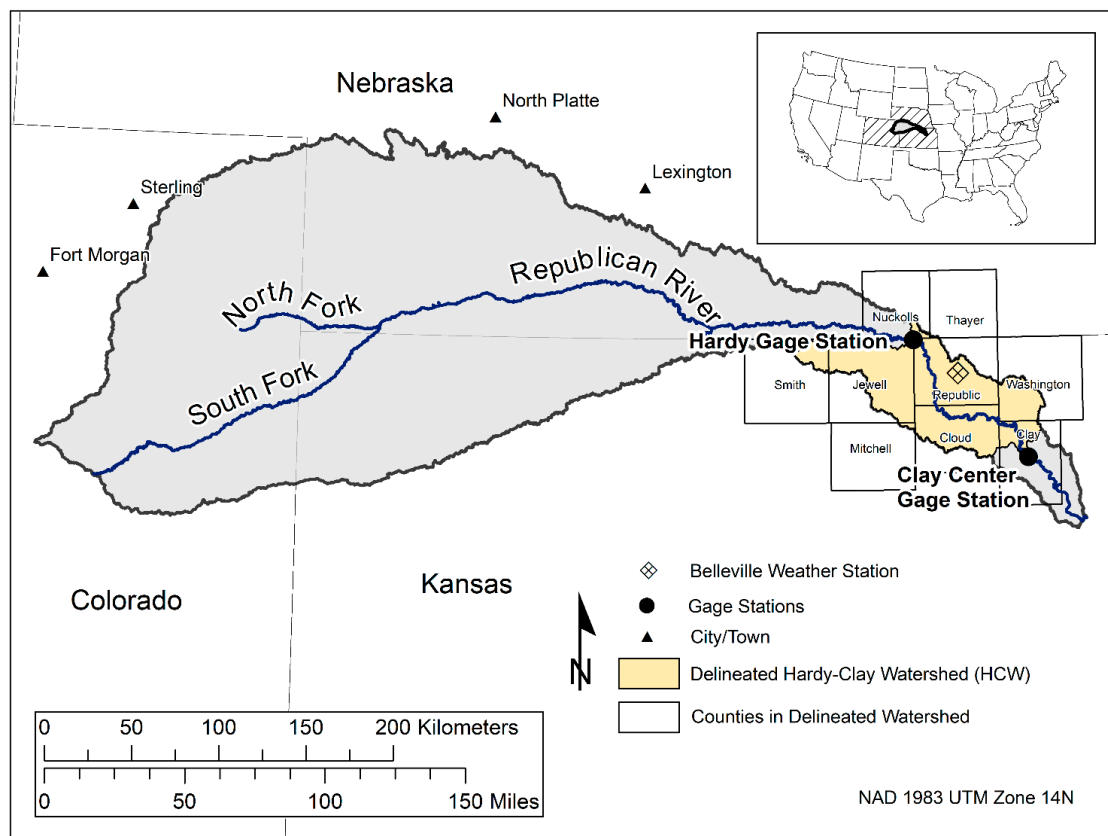 Nebraska
North Platte
Sterling
Lexington
Fort Morgan
Republican River
North Fork
South Fork
Nuckolls
Thayer
Hardy Gage Station
Smith
Jewell
Republic
Washington
Mitchell
Cloud
Clay
Clay Center
Gage Station
Colorado
Kansas
N
Belleville Weather Station
Gage Stations
City/Town
Delineated Hardy-Clay Watershed (HCW)
Counties in Delineated Watershed
0 50 100 150 200 Kilometers
0 50 100 150 Miles
NAD 1983 UTM Zone 14N